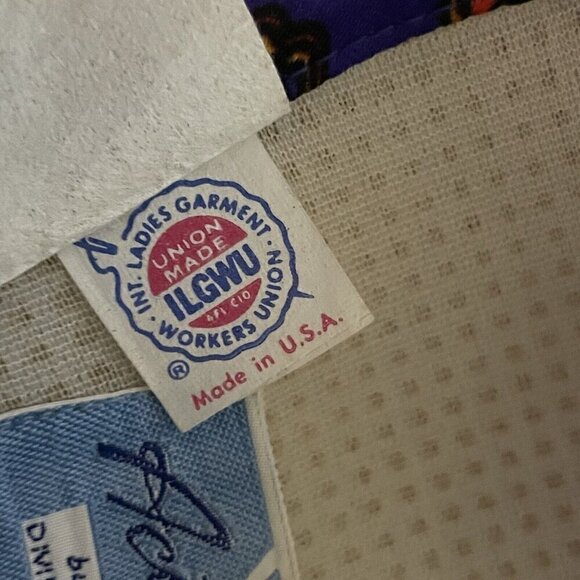 INT. LADIES GARMENT
WORKERS UNION
UNION
MADE
ILGWU
AFL CIO
®
Made in U.S.A.